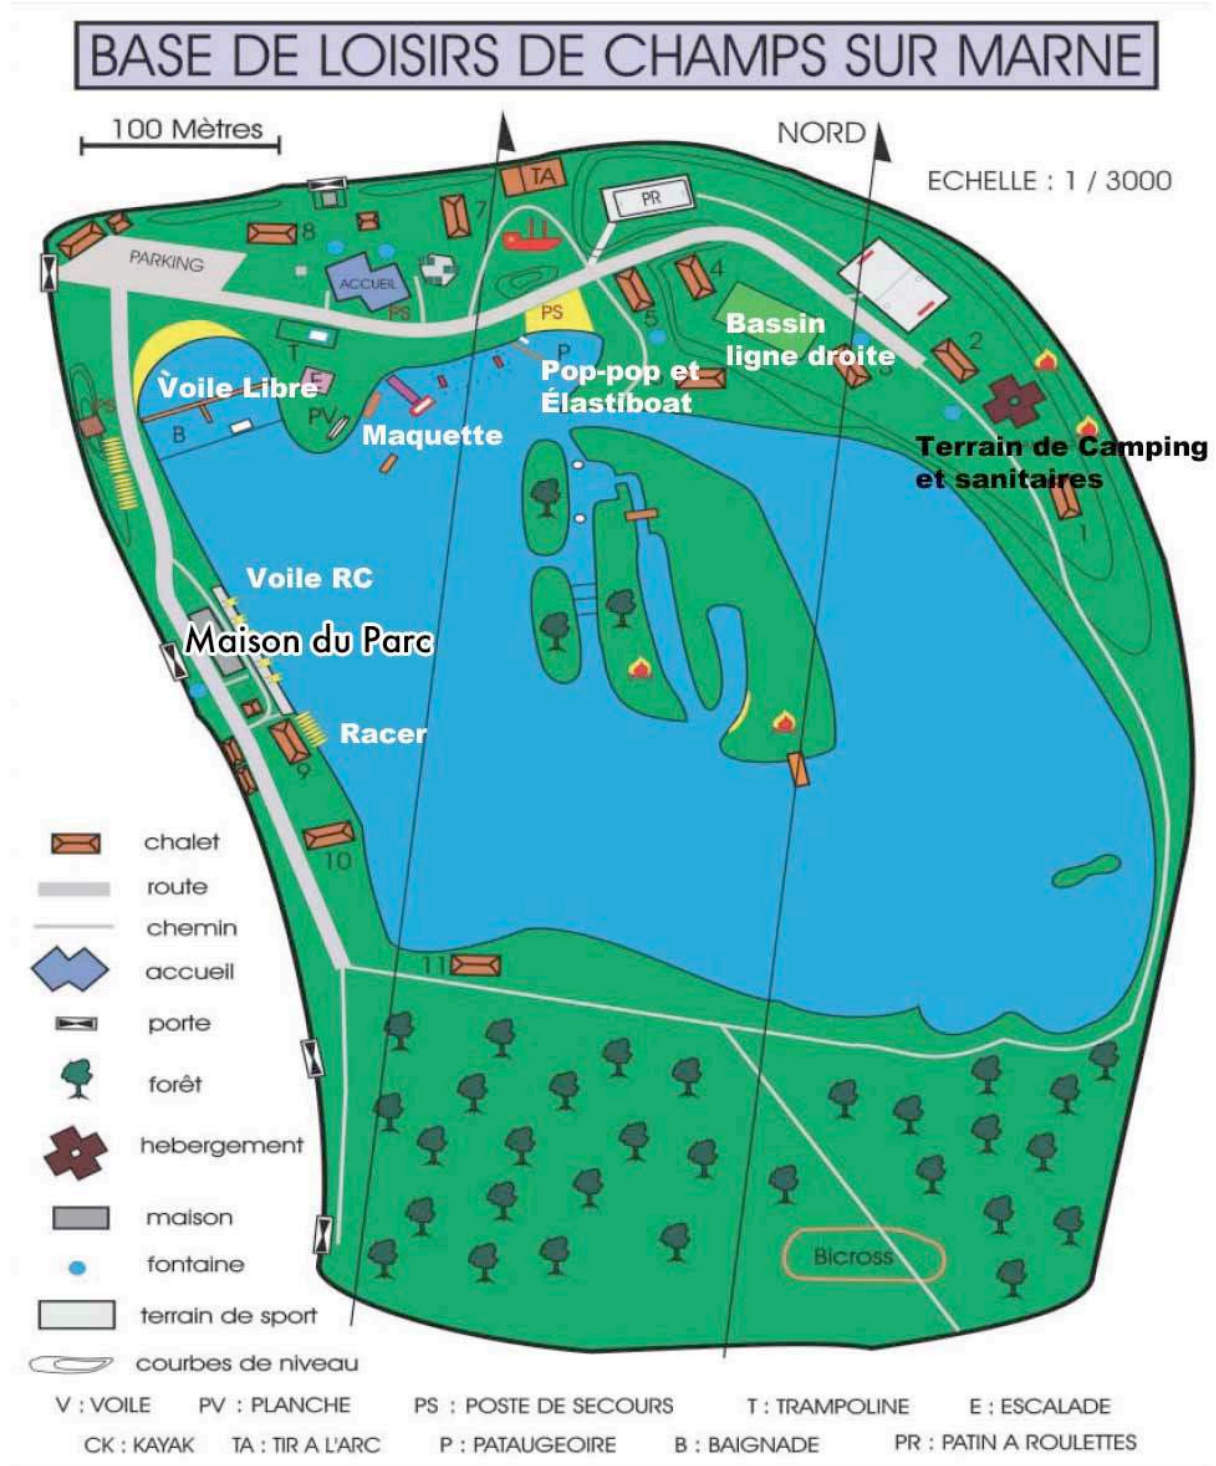 BASE DE LOISIRS DE CHAMPS SUR MARNE
100 Mètres
NORD
ECHELLE : 1 / 3000
TA
PR
7
8
PARKING
ACCUEIL
PS
PS
4
5
Bassin
ligne droite
2
T
E
P
Pop-pop et
Élastiboat
Voile Libre
PV
Maquette
B
Terrain de Camping
et sanitaires
1
Voile RC
Maison du Parc
Racer
9
10
11
chalet
route
chemin
accueil
porte
forêt
hebergement
maison
fontaine
terrain de sport
courbes de niveau
Bicross
V : VOILE PV : PLANCHE PS : POSTE DE SECOURS T : TRAMPOLINE E : ESCALADE
CK : KAYAK TA : TIR A L'ARC P : PATAUGEOIRE B : BAIGNADE PR : PATIN A ROULETTES